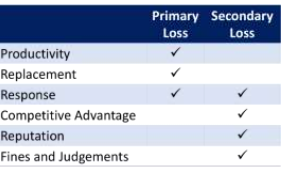 Primary Secondary
Loss Loss
Productivity ✓
Replacement ✓
Response ✓ ✓
Competitive Advantage ✓
Reputation ✓
Fines and Judgements ✓